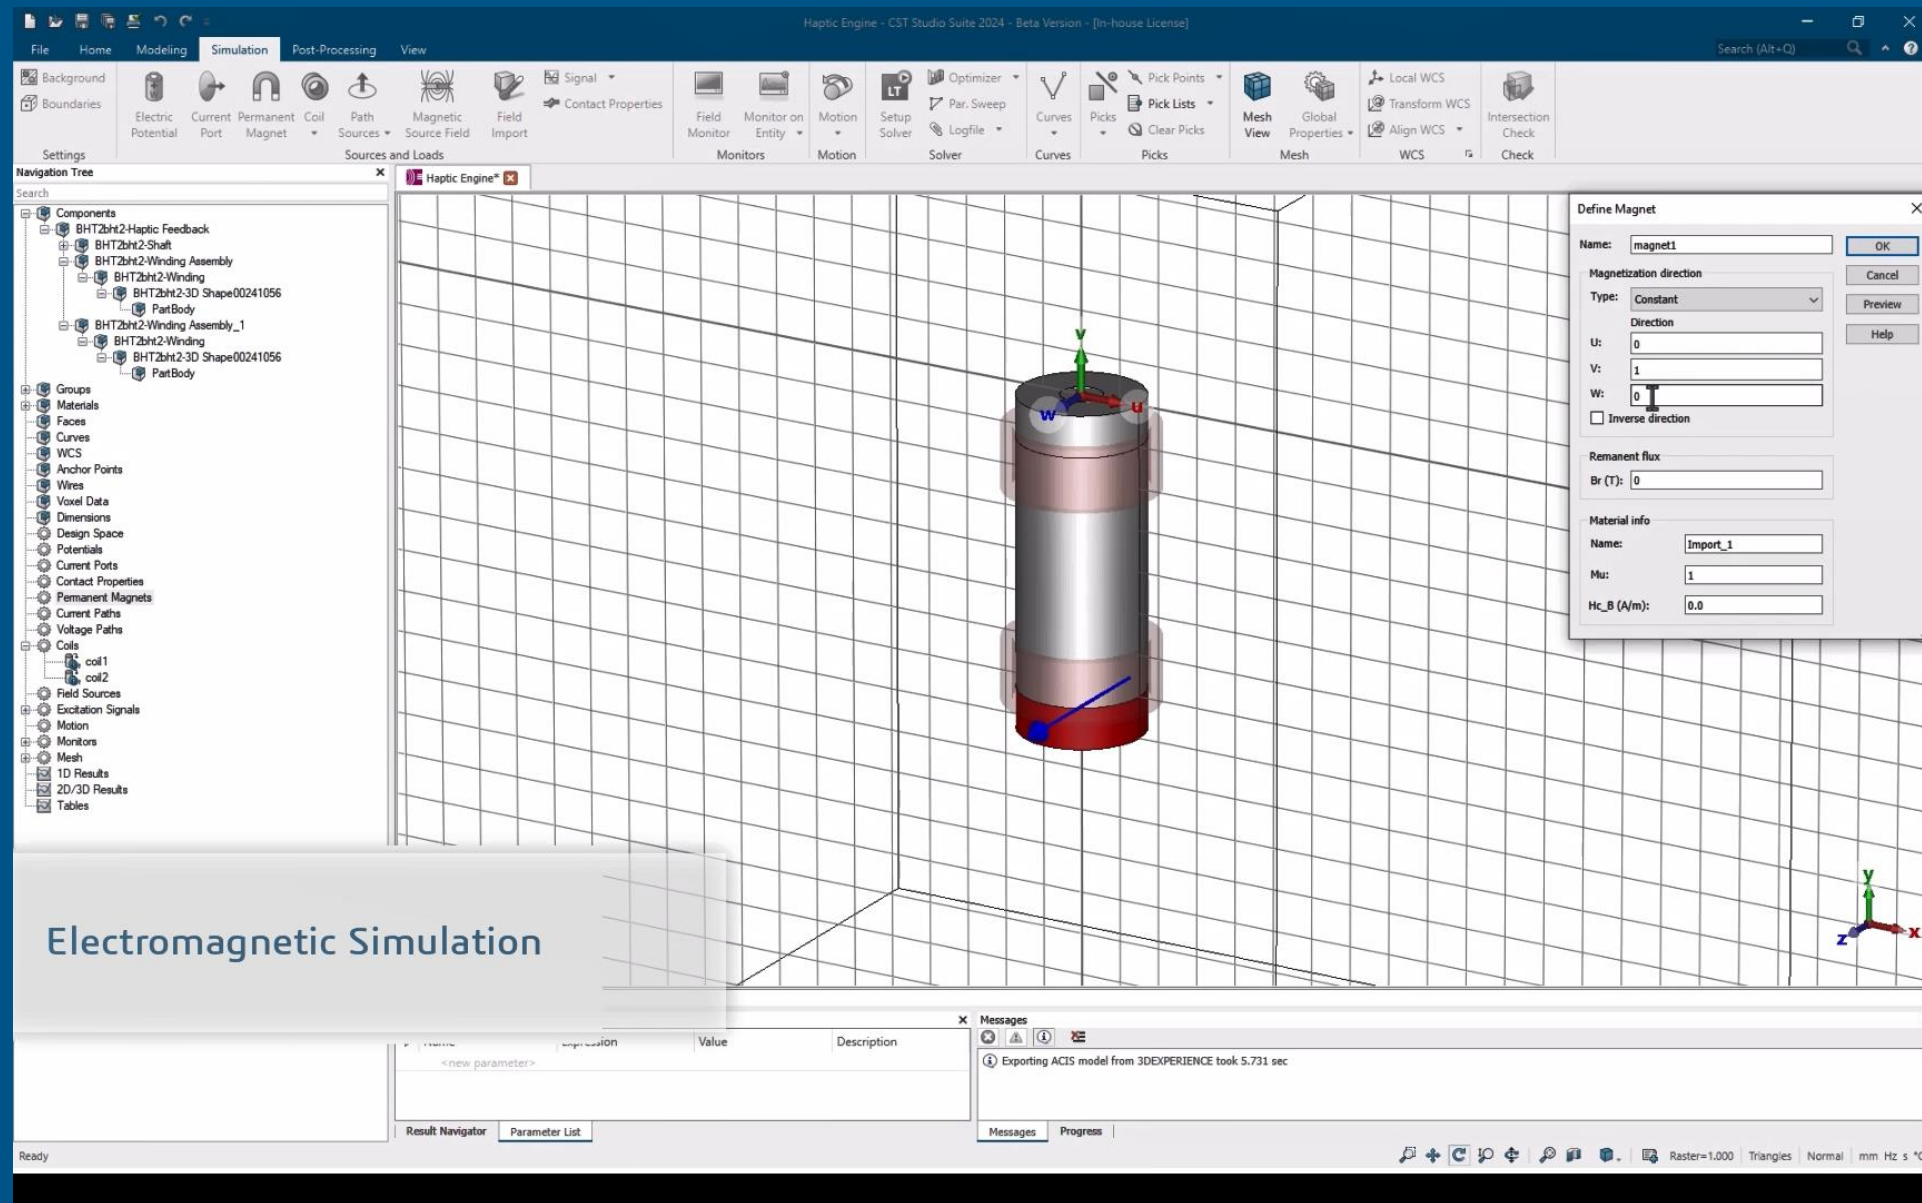 Haptic Engine - CST Studio Suite 2024 - Beta Version - [In-house License]
File Home Modeling Simulation Post-Processing View Search (Alt+Q)
Background
Boundaries
Settings
Electric Potential
Current Port
Permanent Magnet
Coil
Path Sources
Magnetic Source Field
Field Import
Signal
Contact Properties
Sources and Loads
Field Monitor
Monitor on Entity
Monitors
Motion
Motion
LT
Setup Solver
Optimizer
Par. Sweep
Logfile
Solver
Curves
Curves
Picks
Pick Points
Pick Lists
Clear Picks
Picks
Mesh View
Global Properties
Mesh
Local WCS
Transform WCS
Align WCS
WCS
Intersection Check
Check
Navigation Tree
Search
Components
BHT2bht2-Haptic Feedback
BHT2bht2-Shaft
BHT2bht2-Winding Assembly
BHT2bht2-Winding
BHT2bht2-3D Shape00241056
PartBody
BHT2bht2-Winding Assembly_1
BHT2bht2-Winding
BHT2bht2-3D Shape00241056
PartBody
Groups
Materials
Faces
Curves
WCS
Anchor Points
Wires
Voxel Data
Dimensions
Design Space
Potentials
Current Ports
Contact Properties
Permanent Magnets
Current Paths
Voltage Paths
Coils
coil1
coil2
Field Sources
Excitation Signals
Motion
Monitors
Mesh
1D Results
2D/3D Results
Tables
Haptic Engine*
v
w
u
Define Magnet
Name: magnet1
OK
Cancel
Preview
Help
Magnetization direction
Type: Constant
Direction
U: 0
V: 1
W: 0
Inverse direction
Remanent flux
Br (T): 0
Material info
Name: Import_1
Mu: 1
Hc_B (A/m): 0.0
y
z
x
Electromagnetic Simulation
Value Description
<new parameter>
Result Navigator Parameter List
Messages
Exporting ACIS model from 3DEXPERIENCE took 5.731 sec
Messages Progress
Ready
Raster=1.000 Triangles Normal mm Hz s